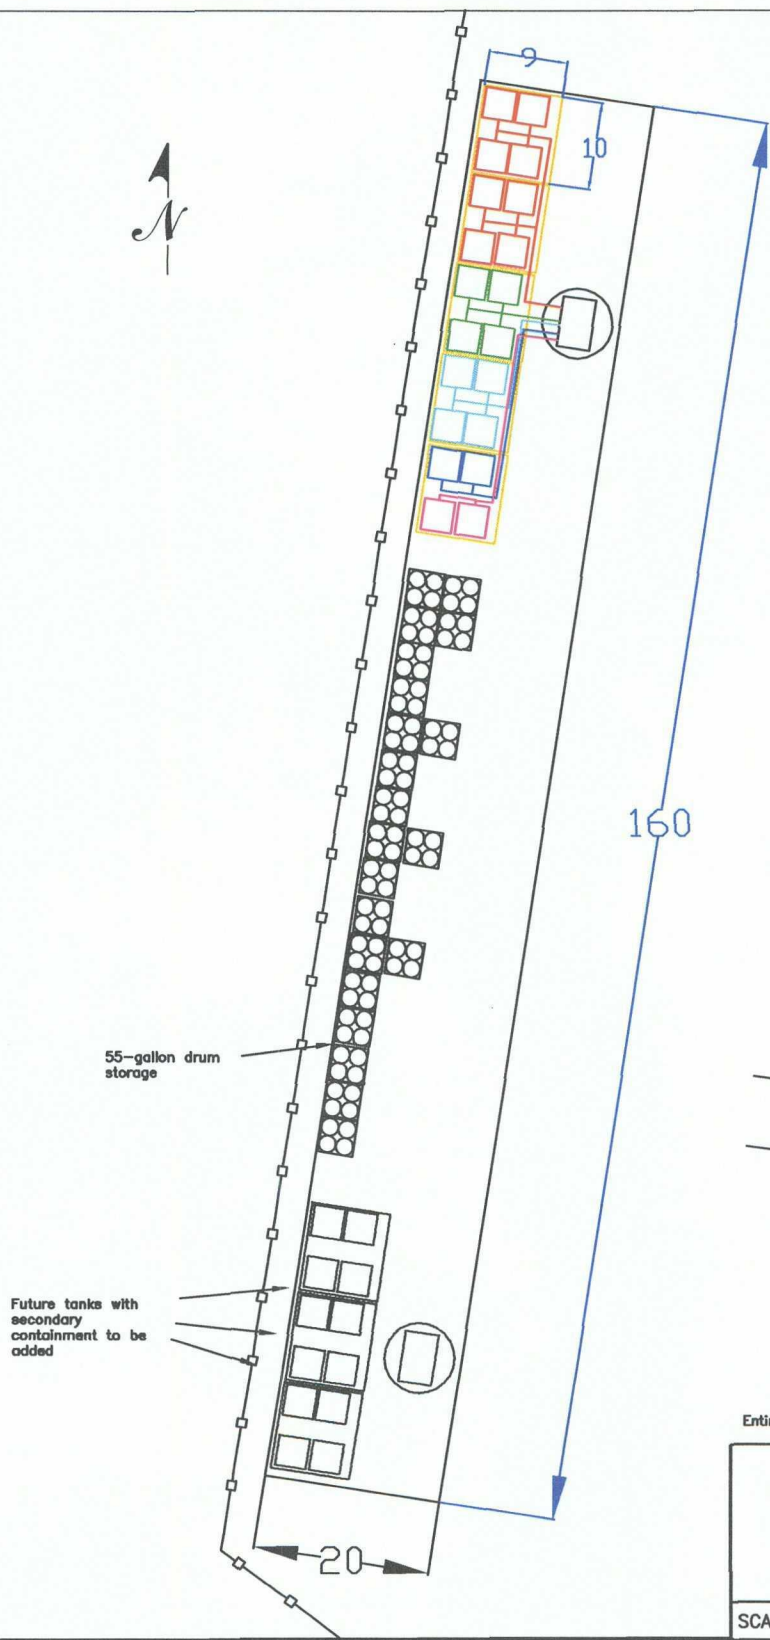 9
10
N
160
55-gallon drum
storage
Future tanks with
secondary
containment to be
added
20